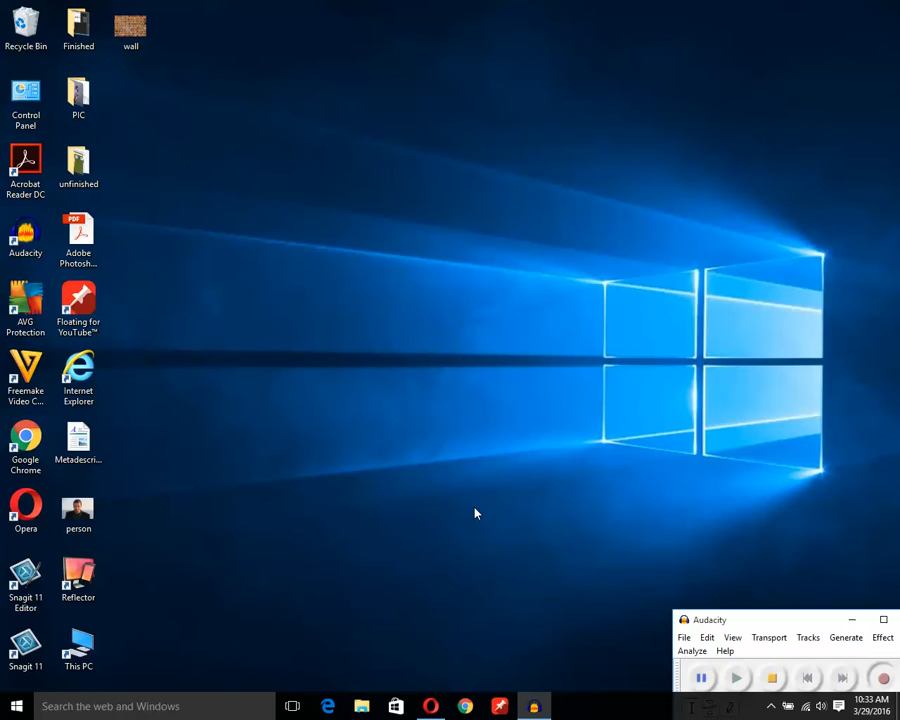 Recycle Bin
Finished
wall
Control
Panel
PIC
Acrobat
Reader DC
unfinished
Audacity
PDF
Adobe
Photosh...
AVG
Protection
Floating for
YouTube™
Freemake
Video C...
Internet
Explorer
Google
Chrome
Metadescri...
Opera
person
Snagit 11
Editor
Reflector
Snagit 11
This PC
Audacity
File Edit View Transport Tracks Generate Effect
Analyze Help
Search the web and Windows
10:33 AM
3/29/2016